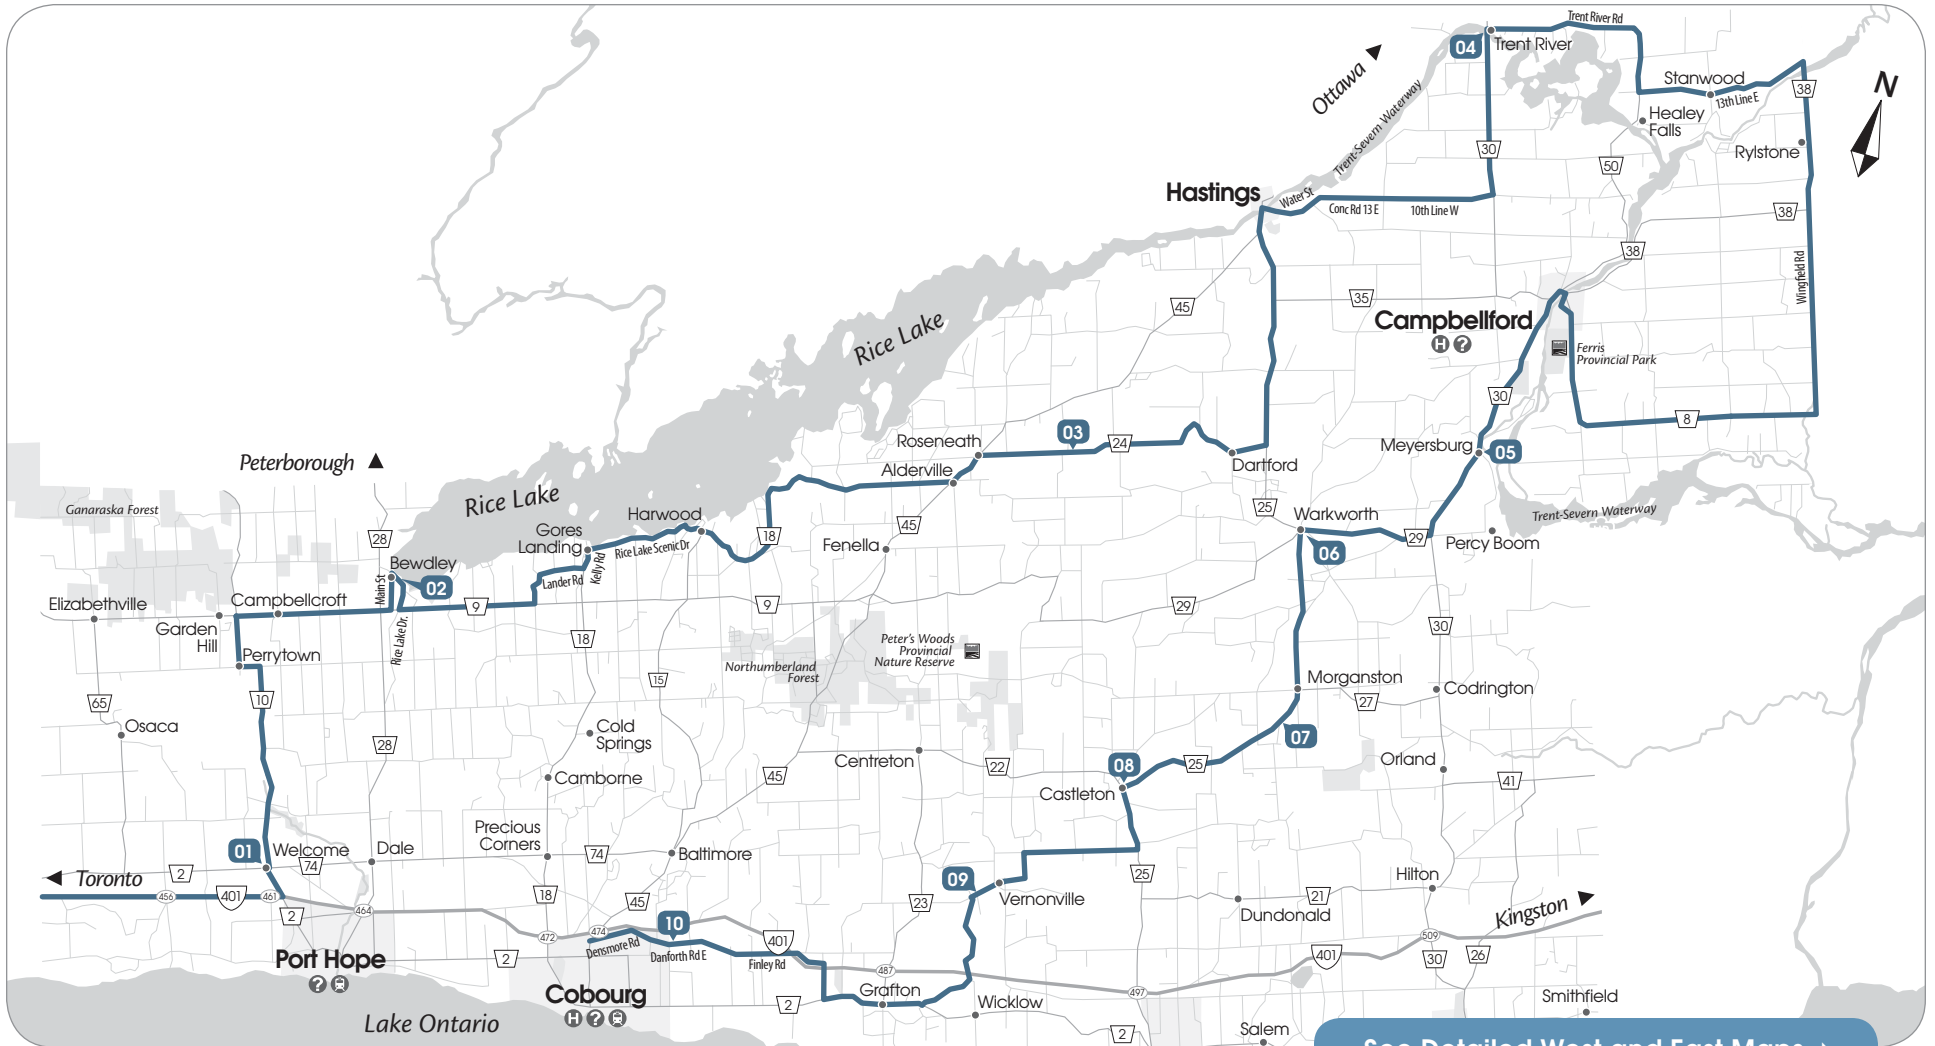 Trent River Rd
04
Trent River
Ottawa
N
Stanwood
13th Line E
38
Trent-Severn Waterway
Healey
Falls
Rylstone
30
50
Hastings
Water St
Conc Rd 13 E
10th Line W
38
38
Wingfield Rd
45
35
Rice Lake
Campbellford
H ?
Ferris
Provincial Park
30
8
03
24
Roseneath
Alderville
Dartford
Meyersburg
05
Peterborough
Rice Lake
Ganaraska Forest
28
Harwood
Gores
Landing
Rice Lake Scenic Dr
Kelly Rd
Lander Rd
18
45
Fenella
25
Warkworth
06
29
Percy Boom
Trent-Severn Waterway
Bewdley
02
Main St
Rice Lake Dr.
9
9
29
30
Elizabethville
Campbellcroft
Garden
Hill
Perrytown
10
65
Osaca
28
18
15
Northumberland
Forest
Peter's Woods
Provincial
Nature Reserve
Morganston
27
Codrington
07
Cold
Springs
Camborne
Centreton
22
45
08
25
Castleton
Orland
41
Precious
Corners
74
Baltimore
01
Welcome
74
Dale
2
Toronto
456
401
461
2
464
18
45
472
474
10
Densmore Rd
Danforth Rd E
Finley Rd
401
23
09
Vernonville
25
Dundonald
21
Hilton
Kingston
509
30
26
401
Port Hope
?
2
Cobourg
H ?
2
487
497
Grafton
Wicklow
2
Salem
Smithfield
Lake Ontario
See Detailed West and East Maps